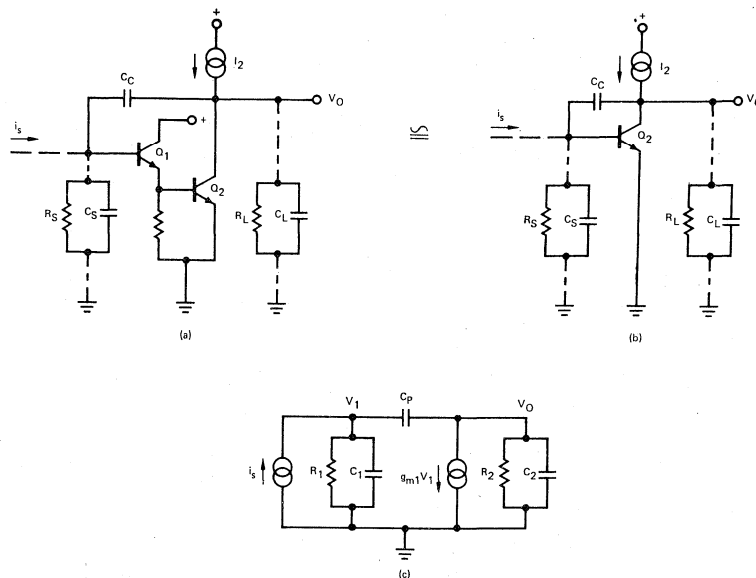 +
I2
CC
VO
is
+
Q1
Q2
RS
CS
RL
CL
(a)
≅
+
I2
CC
is
Q2
RS
CS
RL
CL
(b)
V1
CP
VO
is
R1
C1
gm1V1
R2
C2
(c)